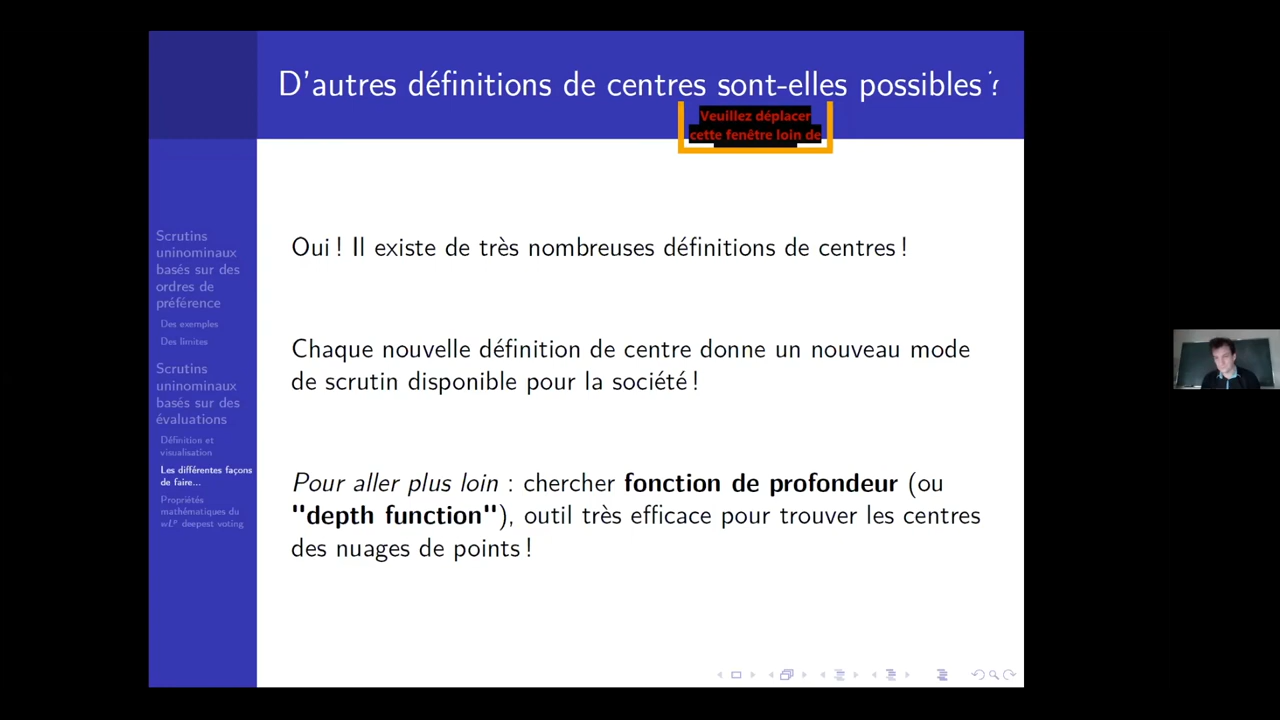 D'autres définitions de centres sont-elles possibles ?
Veuillez déplacer
cette fenêtre loin de
Scrutins
uninominaux
basés sur des
ordres de
préférence
Des exemples
Des limites
Scrutins
uninominaux
basés sur des
évaluations
Définition et
visualisation
Les différentes façons
de faire...
Propriétés
mathématiques du
wLᵖ deepest voting
Oui ! Il existe de très nombreuses définitions de centres !
Chaque nouvelle définition de centre donne un nouveau mode
de scrutin disponible pour la société !
Pour aller plus loin : chercher fonction de profondeur (ou
"depth function"), outil très efficace pour trouver les centres
des nuages de points !